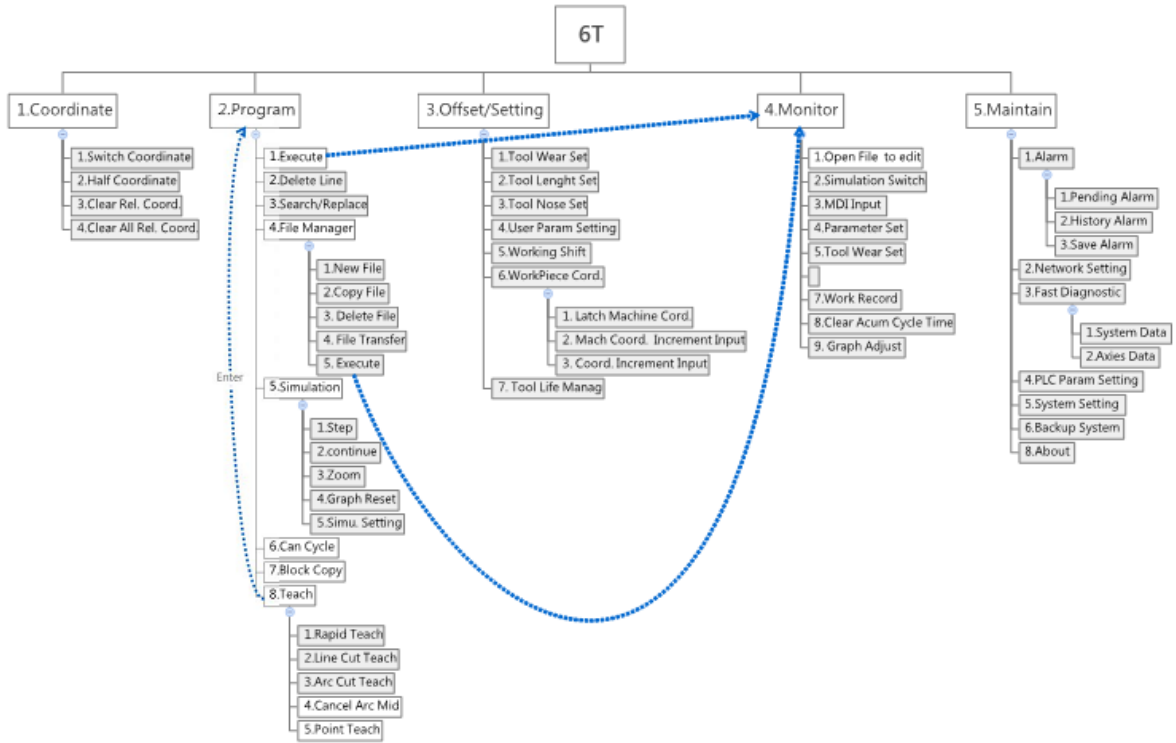 6T
1.Coordinate
1.Switch Coordinate
2.Half Coordinate
3.Clear Rel. Coord.
4.Clear All Rel. Coord.
2.Program
1.Execute
2.Delete Line
3.Search/Replace
4.File Manager
1.New File
2.Copy File
3. Delete File
4. File Transfer
5. Execute
5.Simulation
1.Step
2.continue
3.Zoom
4.Graph Reset
5.Simu. Setting
6.Can Cycle
7.Block Copy
8.Teach
1.Rapid Teach
2.Line Cut Teach
3.Arc Cut Teach
4.Cancel Arc Mid
5.Point Teach
Enter
3.Offset/Setting
1.Tool Wear Set
2.Tool Lenght Set
3.Tool Nose Set
4.User Param Setting
5.Working Shift
6.WorkPiece Cord.
1. Latch Machine Cord.
2. Mach Coord. Increment Input
3. Coord. Increment Input
7. Tool Life Manag
4.Monitor
1.Open File to edit
2.Simulation Switch
3.MDI Input
4.Parameter Set
5.Tool Wear Set
7.Work Record
8.Clear Acum Cycle Time
9. Graph Adjust
5.Maintain
1.Alarm
1.Pending Alarm
2.History Alarm
3.Save Alarm
2.Network Setting
3.Fast Diagnostic
1.System Data
2.Axies Data
4.PLC Param Setting
5.System Setting
6.Backup System
8.About